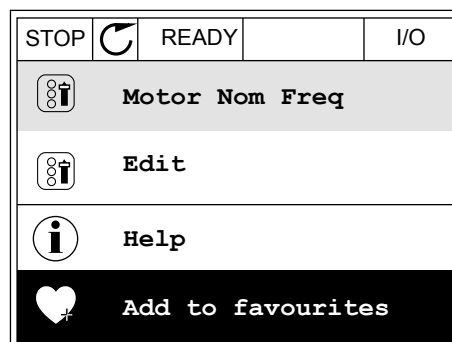 STOP READY I/O
Motor Nom Freq
Edit
Help
Add to favourites